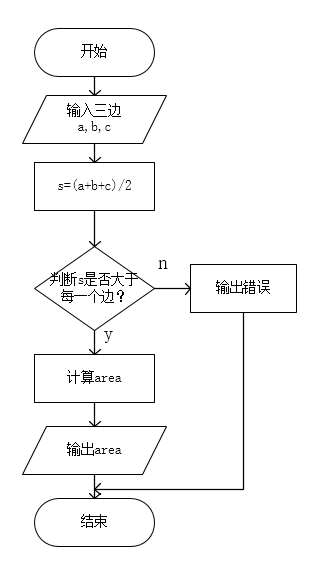 开始
输入三边
a,b,c
s=(a+b+c)/2
判断s是否大于
每一个边？
n
输出错误
y
计算area
输出area
结束